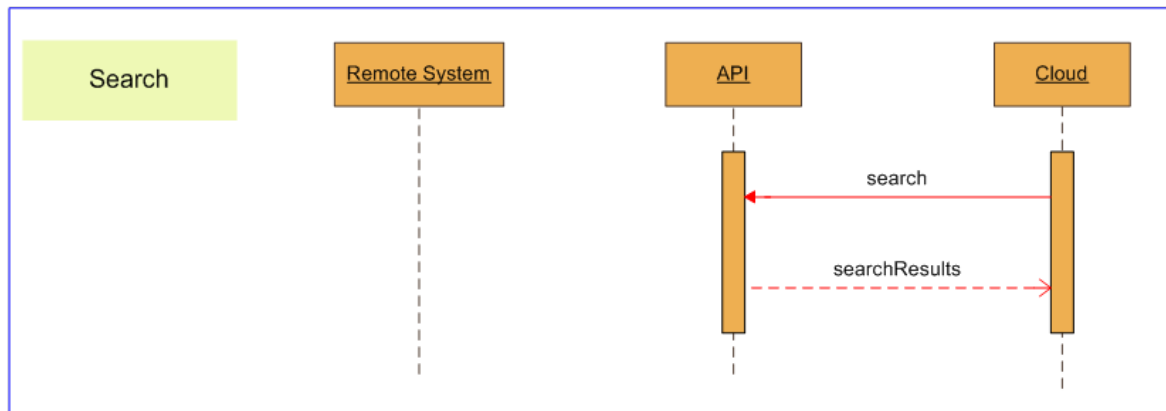 Search
Remote System
API
Cloud
search
searchResults